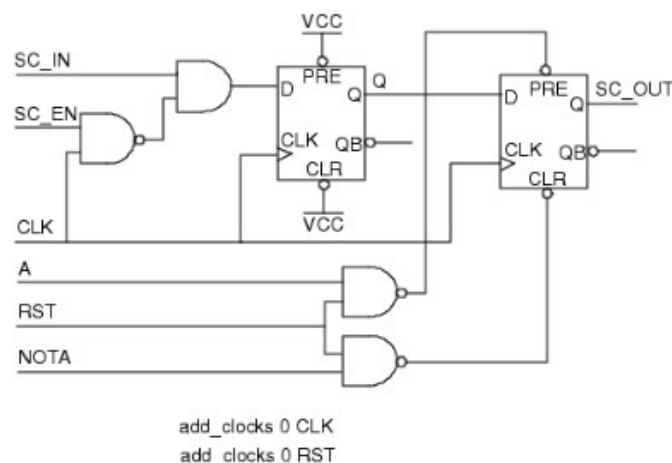 VCC
SC_IN
PRE
Q
D
Q
SC_EN
CLK
QB
CLR
VCC
PRE
SC_OUT
D
Q
CLK
QB
CLR
CLK
A
RST
NOTA
add_clocks 0 CLK
add_clocks 0 RST